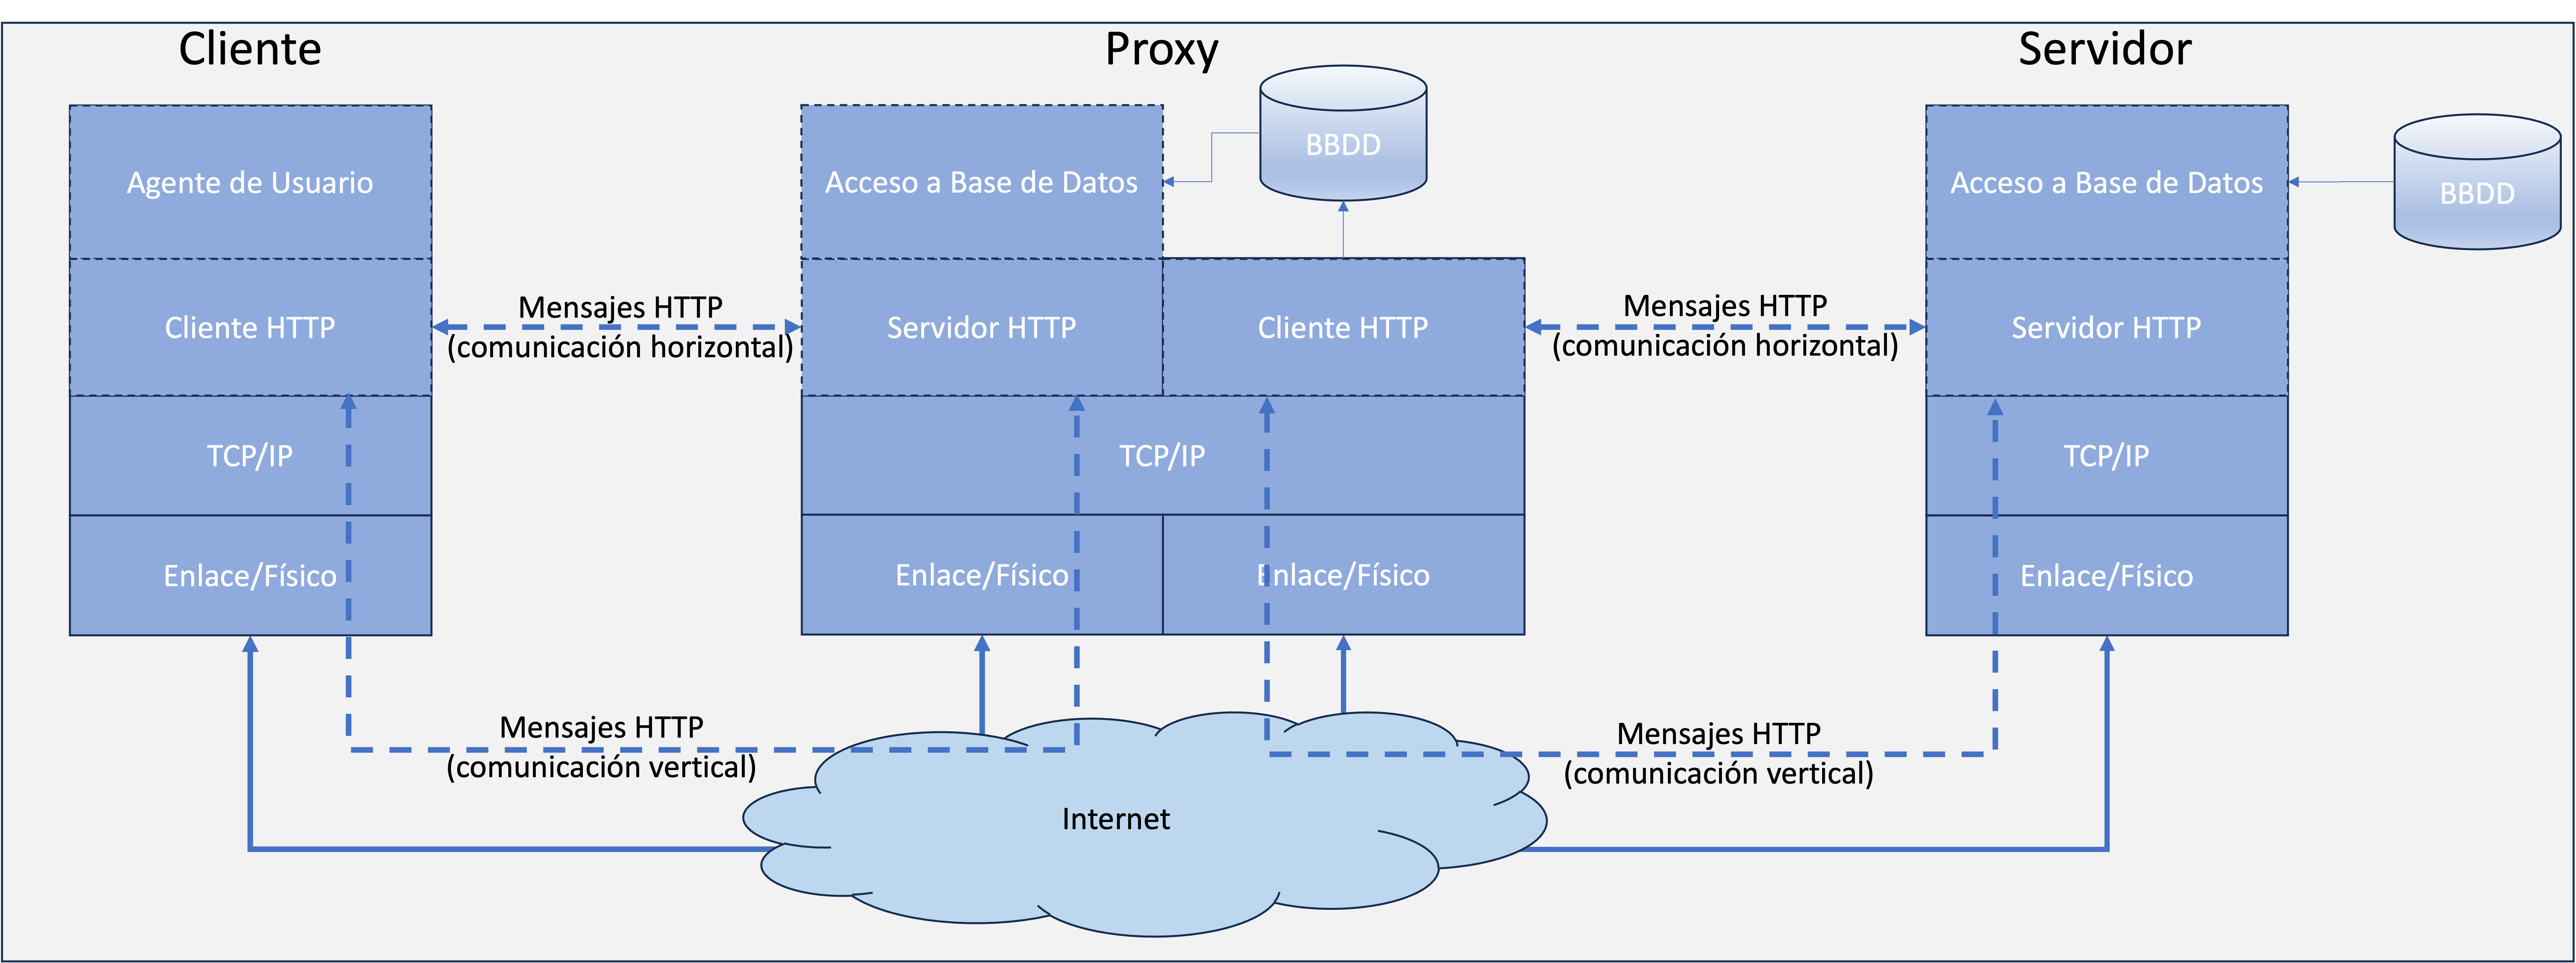 Cliente
Proxy
Servidor
BBDD
BBDD
Agente de Usuario
Acceso a Base de Datos
Acceso a Base de Datos
Cliente HTTP
Mensajes HTTP
(comunicación horizontal)
Servidor HTTP
Cliente HTTP
Mensajes HTTP
(comunicación horizontal)
Servidor HTTP
TCP/IP
TCP/IP
TCP/IP
Enlace/Físico
Enlace/Físico
Enlace/Físico
Enlace/Físico
Mensajes HTTP
(comunicación vertical)
Mensajes HTTP
(comunicación vertical)
Internet